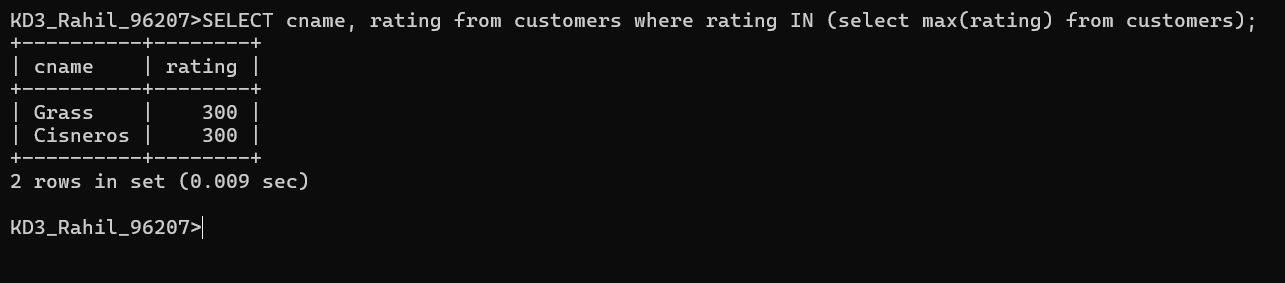 KD3_Rahil_96207>SELECT cname, rating from customers where rating IN (select max(rating) from customers);
+----------+--------+
| cname    | rating |
+----------+--------+
| Grass    |    300 |
| Cisneros |    300 |
+----------+--------+
2 rows in set (0.009 sec)

KD3_Rahil_96207>